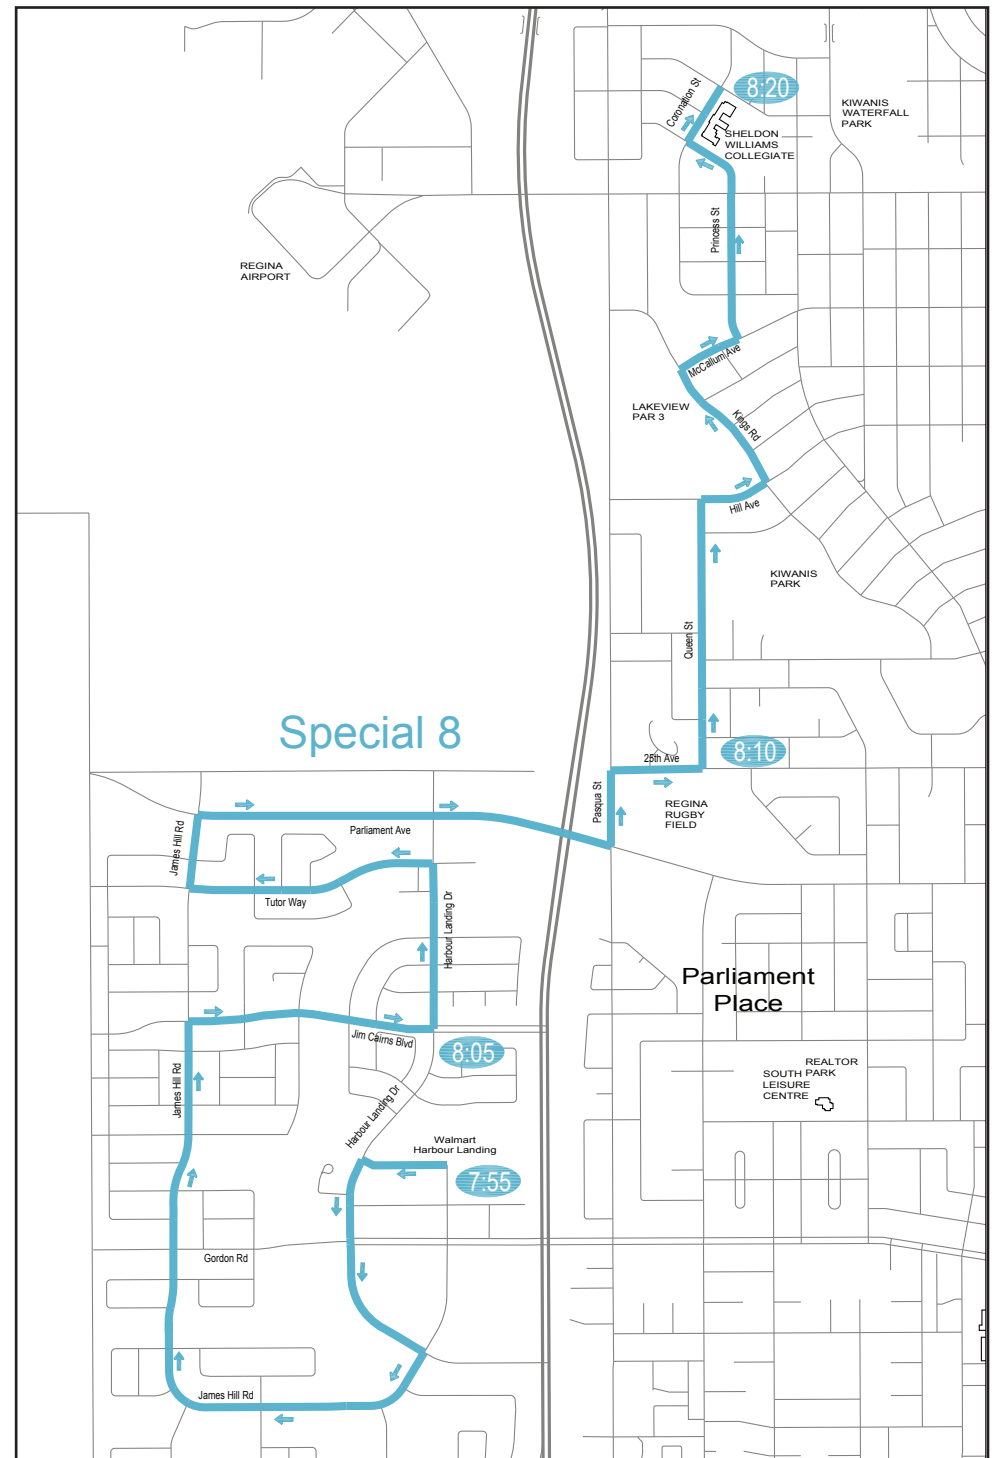 8:20
Coronation St
KIWANIS
WATERFALL
PARK
SHELDON
WILLIAMS
COLLEGIATE
Princess St
REGINA
AIRPORT
McCallum Ave
LAKEVIEW
PAR 3
Kings Rd
Hill Ave
KIWANIS
PARK
Queen St
Special 8
8:10
25th Ave
Pasqua St
REGINA
RUGBY
FIELD
Parliament Ave
James Hill Rd
Tutor Way
Harbour Landing Dr
Parliament
Place
Jim Cairns Blvd
8:05
REALTOR
PARK
SOUTH
LEISURE
CENTRE
James Hill Rd
Harbour Landing Dr
Walmart
Harbour Landing
7:55
Gordon Rd
James Hill Rd